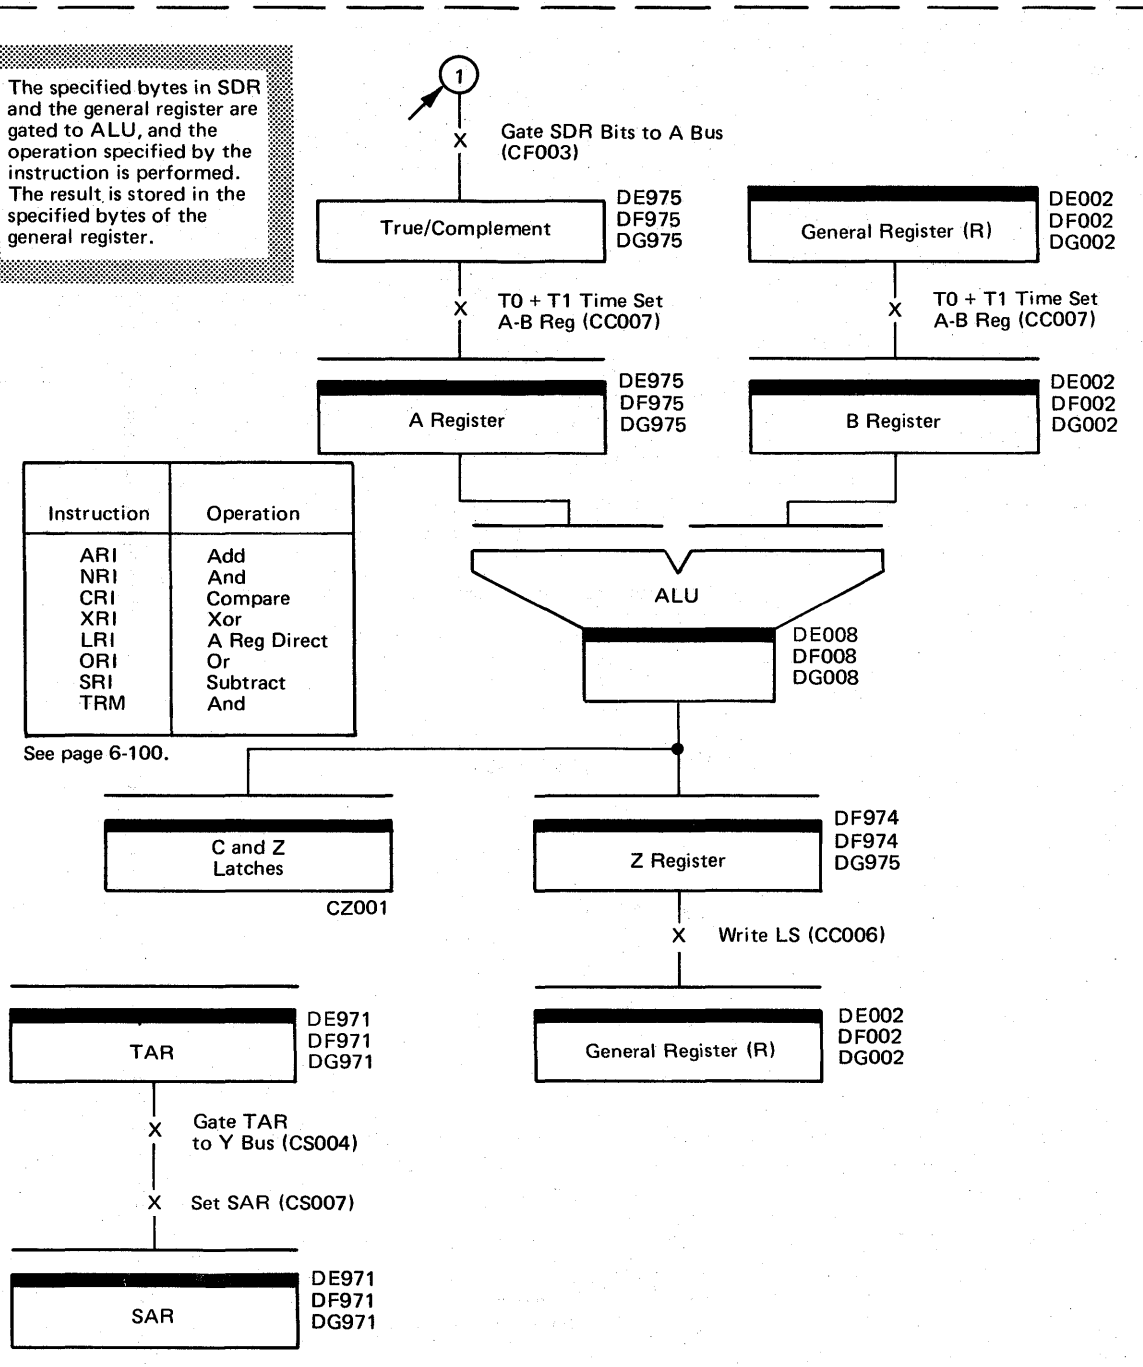 The specified bytes in SDR
and the general register are
gated to ALU, and the
operation specified by the
instruction is performed.
The result is stored in the
specified bytes of the
general register.
1
X
Gate SDR Bits to A Bus
(CF003)
True/Complement
DE975
DF975
DG975
General Register (R)
DE002
DF002
DG002
X
T0 + T1 Time Set
A-B Reg (CC007)
X
T0 + T1 Time Set
A-B Reg (CC007)
A Register
DE975
DF975
DG975
B Register
DE002
DF002
DG002
Instruction Operation
ARI Add
NRI And
CRI Compare
XRI Xor
LRI A Reg Direct
ORI Or
SRI Subtract
TRM And
See page 6-100.
ALU
DE008
DF008
DG008
C and Z
Latches
CZ001
Z Register
DF974
DF974
DG975
X
Write LS (CC006)
General Register (R)
DE002
DF002
DG002
TAR
DE971
DF971
DG971
X
Gate TAR
to Y Bus (CS004)
X
Set SAR (CS007)
SAR
DE971
DF971
DG971